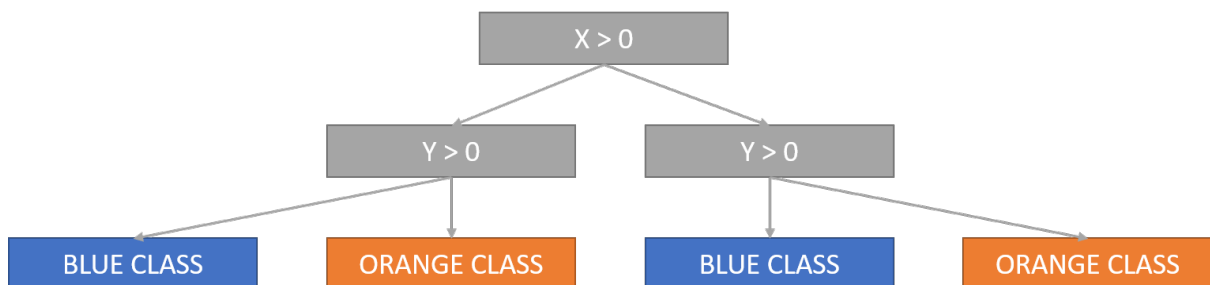 X > 0
Y > 0
Y > 0
BLUE CLASS
ORANGE CLASS
BLUE CLASS
ORANGE CLASS